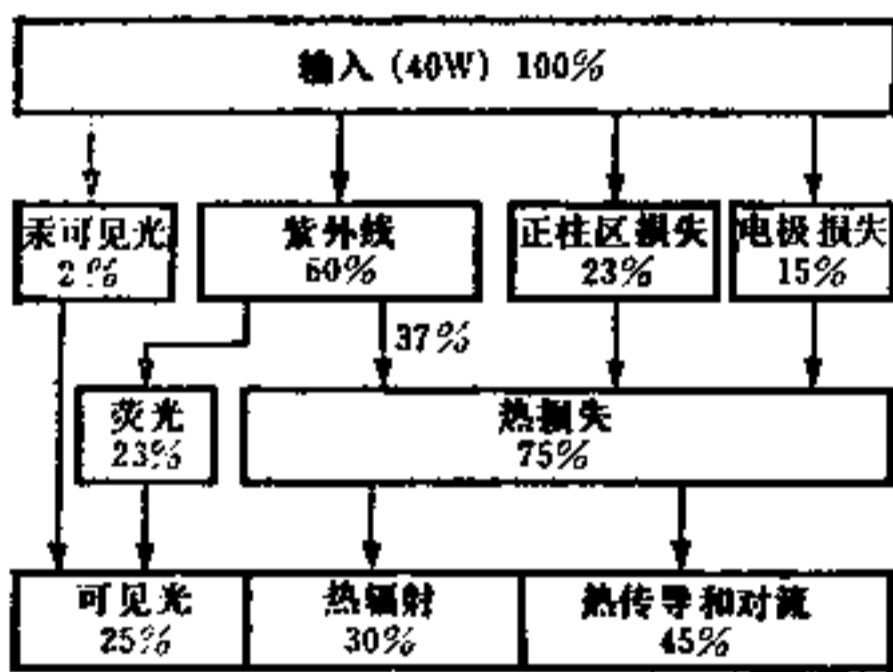 输入 (40W) 100%
汞可见光
2%
紫外线
60%
正柱区损失
23%
电极损失
15%
37%
荧光
23%
热损失
75%
可见光
25%
热辐射
30%
热传导和对流
45%